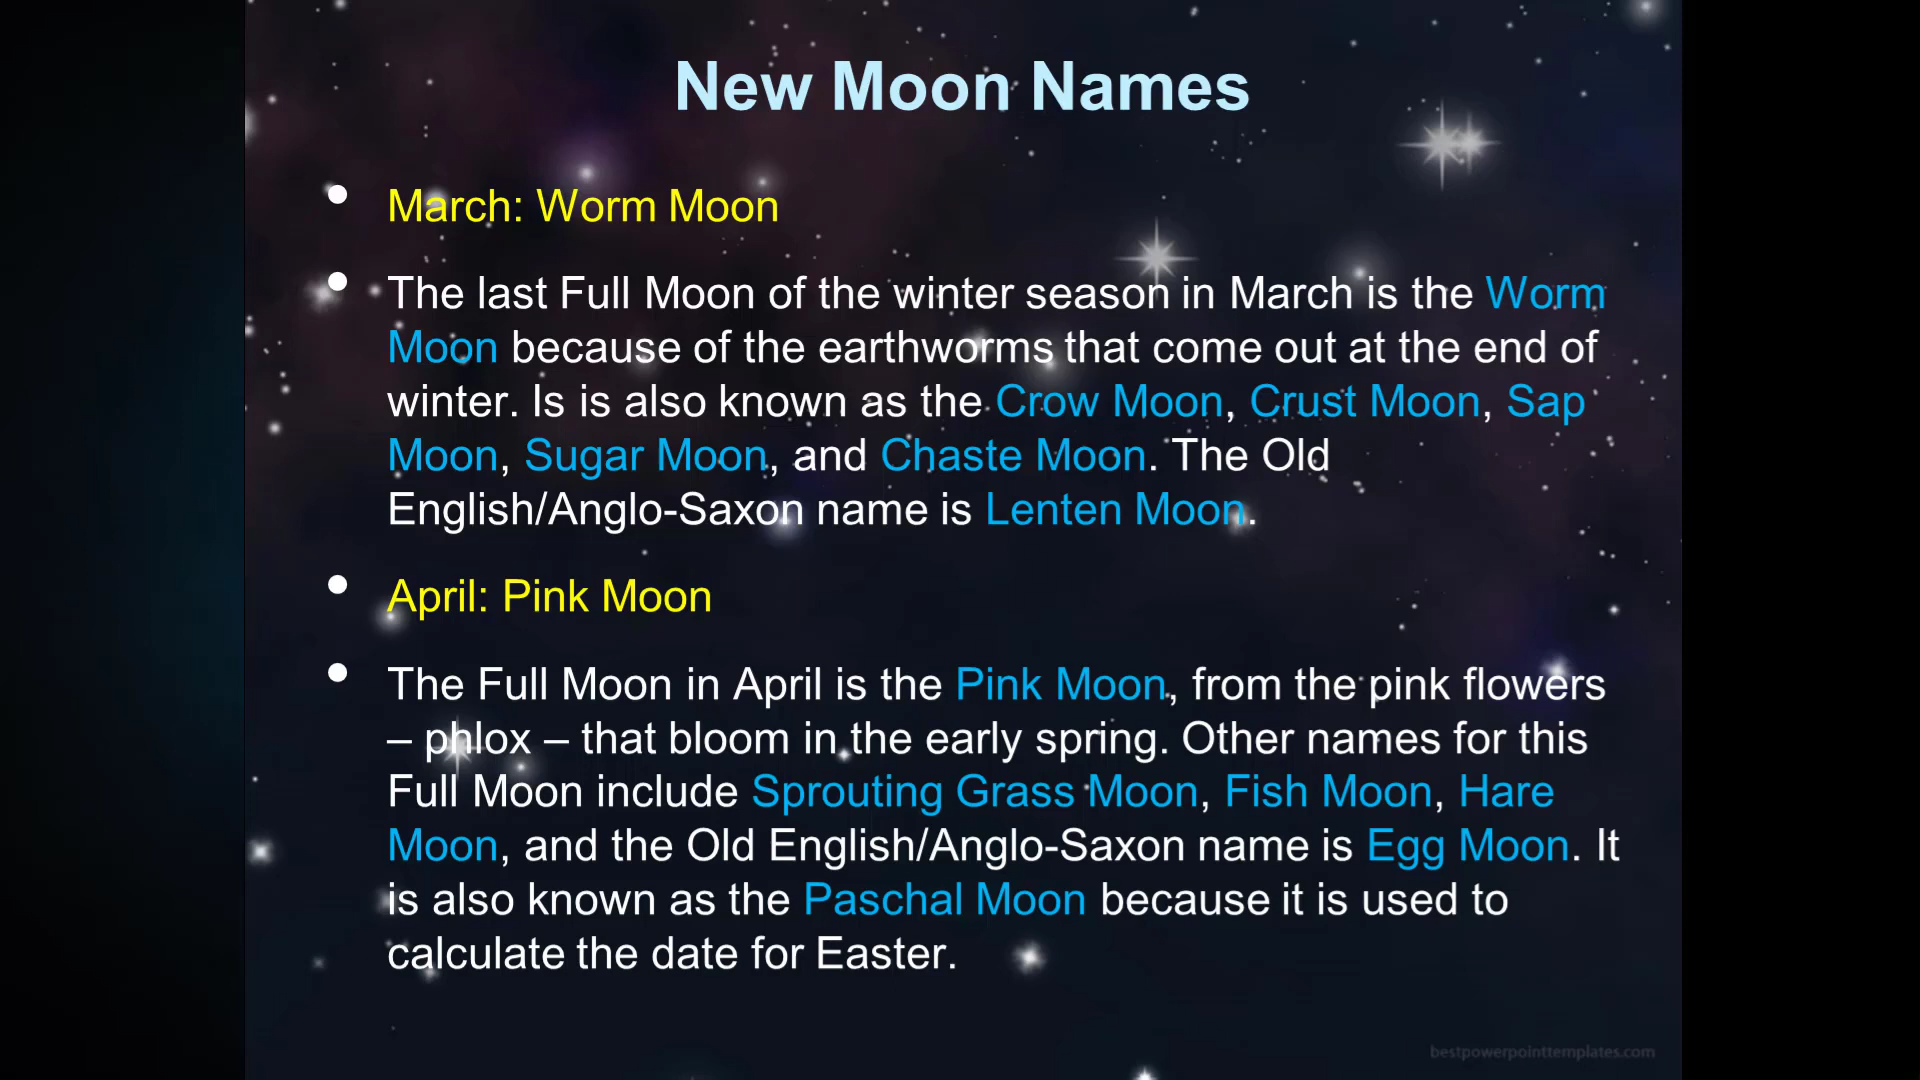 New Moon Names
• March: Worm Moon
• The last Full Moon of the winter season in March is the Worm
Moon because of the earthworms that come out at the end of
winter. Is is also known as the Crow Moon, Crust Moon, Sap
Moon, Sugar Moon, and Chaste Moon. The Old
English/Anglo-Saxon name is Lenten Moon.
• April: Pink Moon
• The Full Moon in April is the Pink Moon, from the pink flowers
– phlox – that bloom in the early spring. Other names for this
Full Moon include Sprouting Grass Moon, Fish Moon, Hare
Moon, and the Old English/Anglo-Saxon name is Egg Moon. It
is also known as the Paschal Moon because it is used to
calculate the date for Easter.
bestpowerpointtemplates.com